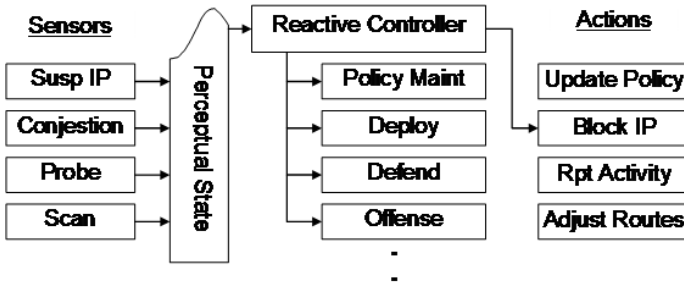 Sensors
Susp IP
Conjestion
Probe
Scan
Perceptual State
Reactive Controller
Policy Maint
Deploy
Defend
Offense
-
-
Actions
Update Policy
Block IP
Rpt Activity
Adjust Routes